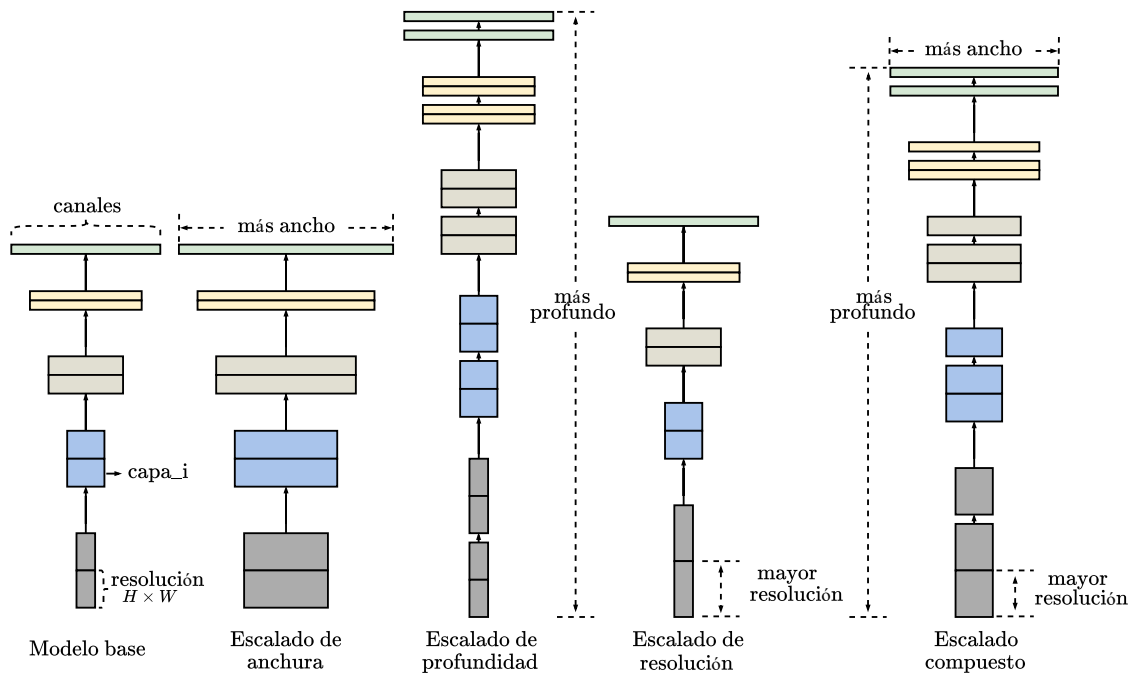 canales
capa_i
resolución
H × W
Modelo base
más ancho
Escalado de
anchura
más
profundo
Escalado de
profundidad
mayor
resolución
Escalado de
resolución
más ancho
más
profundo
mayor
resolución
Escalado
compuesto